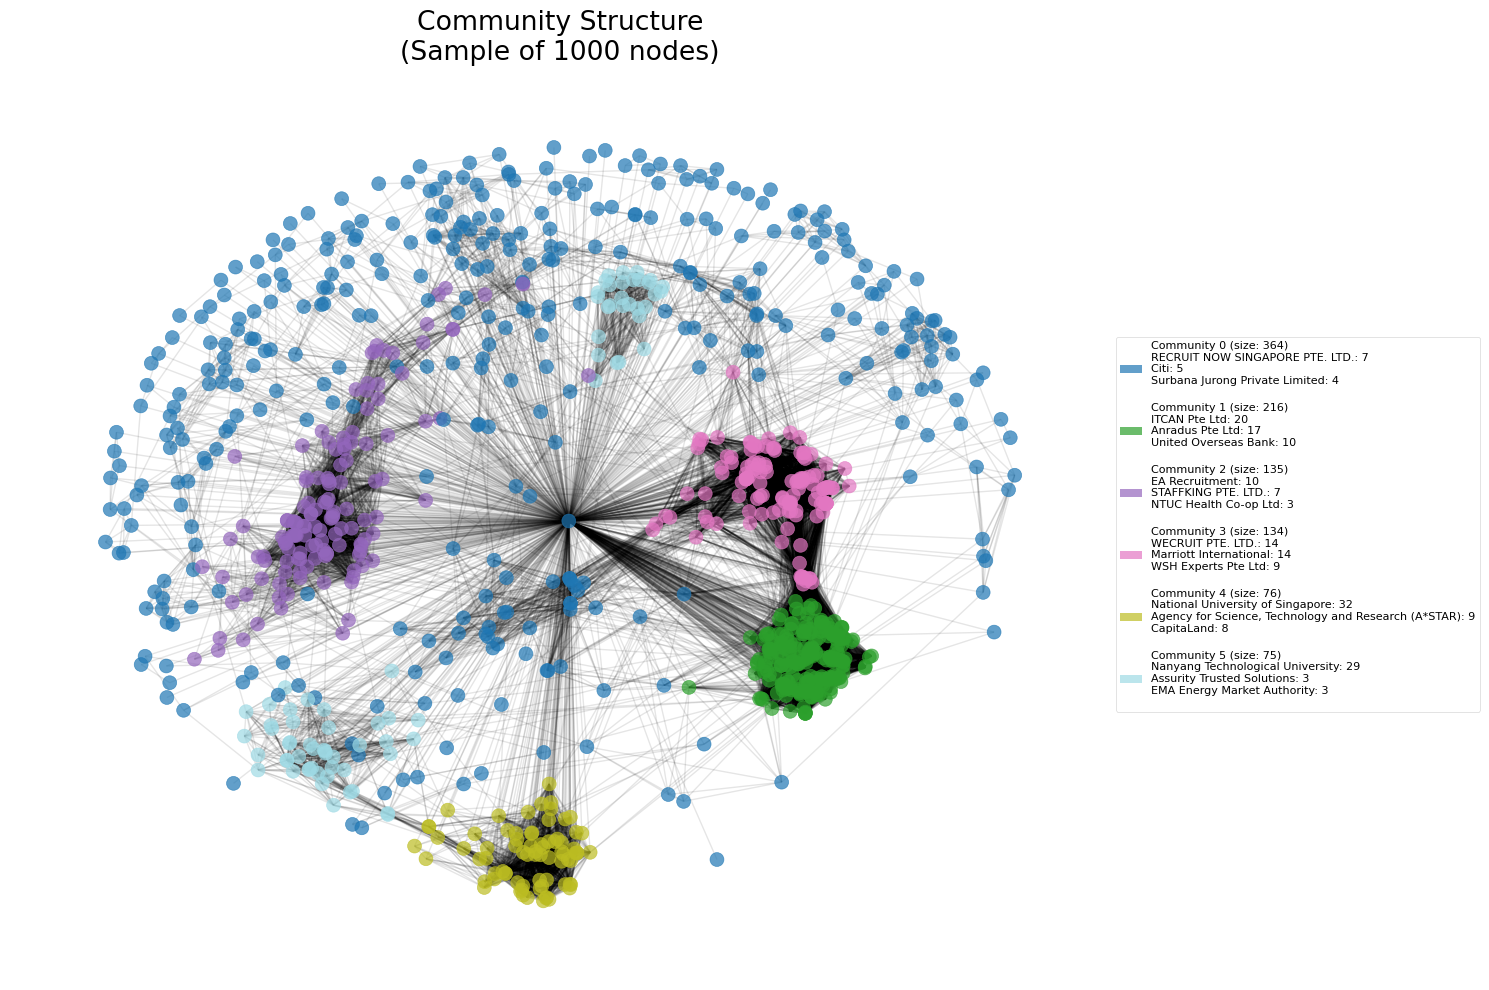 Community Structure
(Sample of 1000 nodes)
Community 0 (size: 364)
RECRUIT NOW SINGAPORE PTE. LTD.: 7
Citi: 5
Surbana Jurong Private Limited: 4
Community 1 (size: 216)
ITCAN Pte Ltd: 20
Anradus Pte Ltd: 17
United Overseas Bank: 10
Community 2 (size: 135)
EA Recruitment: 10
STAFFKING PTE. LTD.: 7
NTUC Health Co-op Ltd: 3
Community 3 (size: 134)
WECRUIT PTE. LTD.: 14
Marriott International: 14
WSH Experts Pte Ltd: 9
Community 4 (size: 76)
National University of Singapore: 32
Agency for Science, Technology and Research (A*STAR): 9
CapitaLand: 8
Community 5 (size: 75)
Nanyang Technological University: 29
Assurity Trusted Solutions: 3
EMA Energy Market Authority: 3